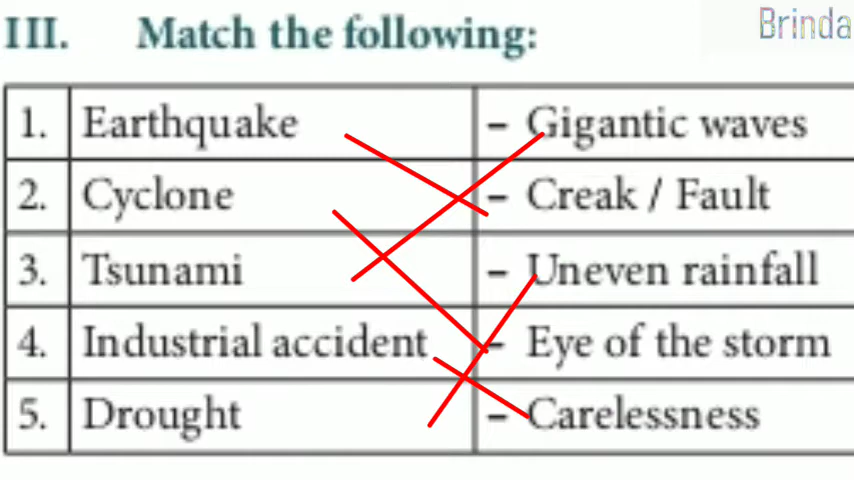 Brinda
III. Match the following:
1. Earthquake – Gigantic waves
2. Cyclone – Creak / Fault
3. Tsunami – Uneven rainfall
4. Industrial accident – Eye of the storm
5. Drought – Carelessness